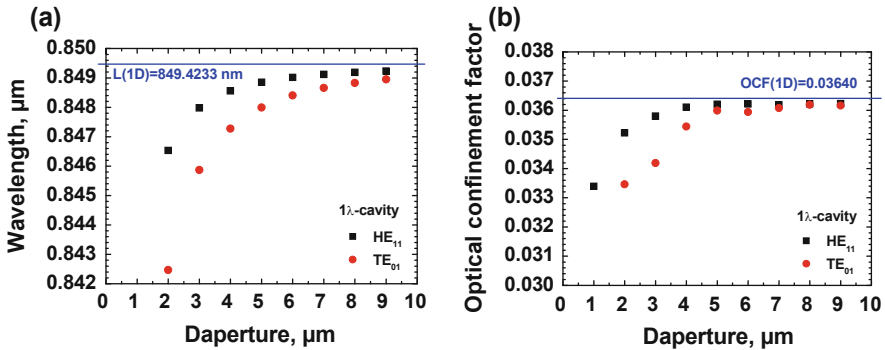 (a)
0.850
0.849
0.848
0.847
0.846
0.845
0.844
0.843
0.842
Wavelength, µm
L(1D)=849.4233 nm
1λ-cavity
HE₁₁
TE₀₁
0 1 2 3 4 5 6 7 8 9 10
Daperture, µm
(b)
0.038
0.037
0.036
0.035
0.034
0.033
0.032
0.031
0.030
Optical confinement factor
OCF(1D)=0.03640
1λ-cavity
HE₁₁
TE₀₁
0 1 2 3 4 5 6 7 8 9 10
Daperture, µm